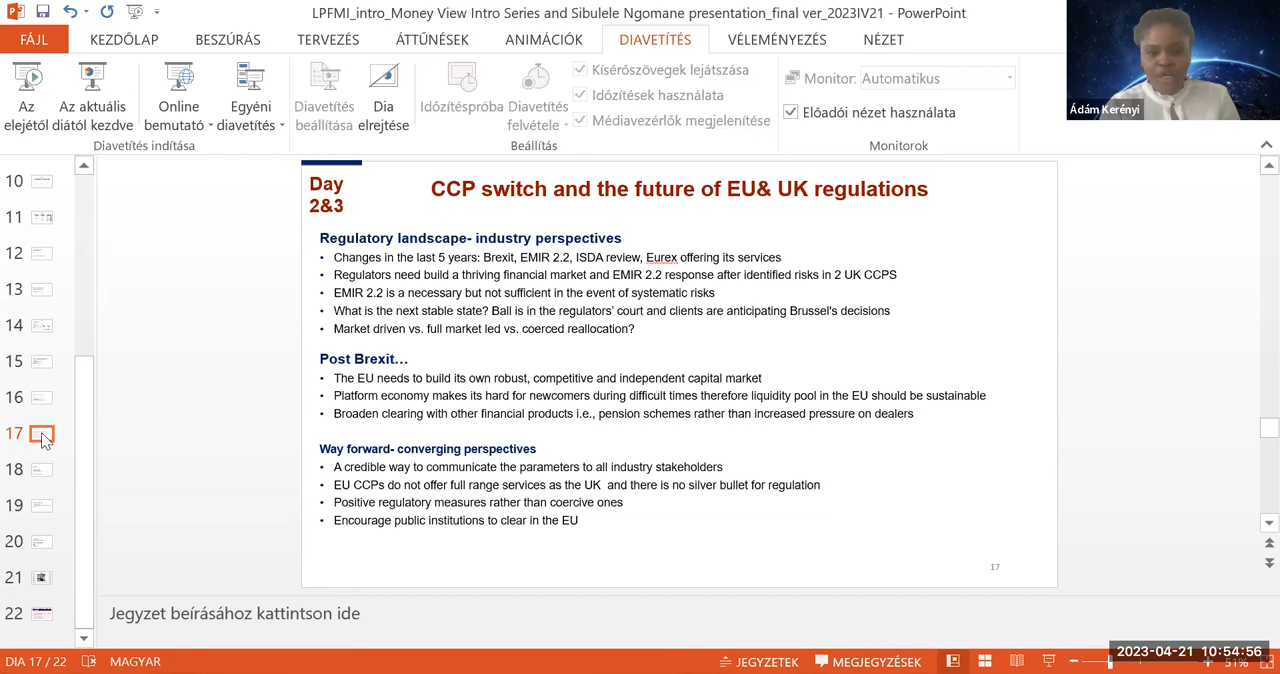 LPFMI_intro_Money View Intro Series and Sibulele Ngomane presentation_final ver_2023IV21 - PowerPoint
FÁJL KEZDŐLAP BESZÚRÁS TERVEZÉS ÁTTŰNÉSEK ANIMÁCIÓK DIAVETÍTÉS VÉLEMÉNYEZÉS NÉZET
Az elejétől
Az aktuális diától kezdve
Online bemutató
Egyéni diavetítés
Diavetítés indítása
Diavetítés beállítása
Dia elrejtése
Időzítéspróba
Diavetítés felvétele
Kísérőszövegek lejátszása
Időzítések használata
Médiavezérlők megjelenítése
Beállítás
Monitor: Automatikus
Előadói nézet használata
Monitorok
Ádám Kerényi
10
11
12
13
14
15
16
17
18
19
20
21
22
Day
2&3
CCP switch and the future of EU& UK regulations
Regulatory landscape- industry perspectives
• Changes in the last 5 years: Brexit, EMIR 2.2, ISDA review, Eurex offering its services
• Regulators need build a thriving financial market and EMIR 2.2 response after identified risks in 2 UK CCPS
• EMIR 2.2 is a necessary but not sufficient in the event of systematic risks
• What is the next stable state? Ball is in the regulators' court and clients are anticipating Brussel's decisions
• Market driven vs. full market led vs. coerced reallocation?
Post Brexit…
• The EU needs to build its own robust, competitive and independent capital market
• Platform economy makes its hard for newcomers during difficult times therefore liquidity pool in the EU should be sustainable
• Broaden clearing with other financial products i.e., pension schemes rather than increased pressure on dealers
Way forward- converging perspectives
• A credible way to communicate the parameters to all industry stakeholders
• EU CCPs do not offer full range services as the UK and there is no silver bullet for regulation
• Positive regulatory measures rather than coercive ones
• Encourage public institutions to clear in the EU
17
Jegyzet beírásához kattintson ide
DIA 17 / 22 MAGYAR JEGYZETEK MEGJEGYZÉSEK 51%
2023-04-21 10:54:56